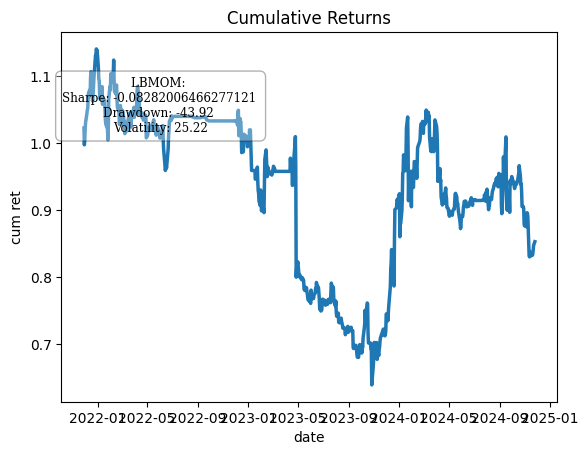 Cumulative Returns
LBMOM:
Sharpe: -0.08282006466277121
Drawdown: -43.92
Volatility: 25.22
cum ret
1.1
1.0
0.9
0.8
0.7
2022-01 2022-05 2022-09 2023-01 2023-05 2023-09 2024-01 2024-05 2024-09 2025-01
date